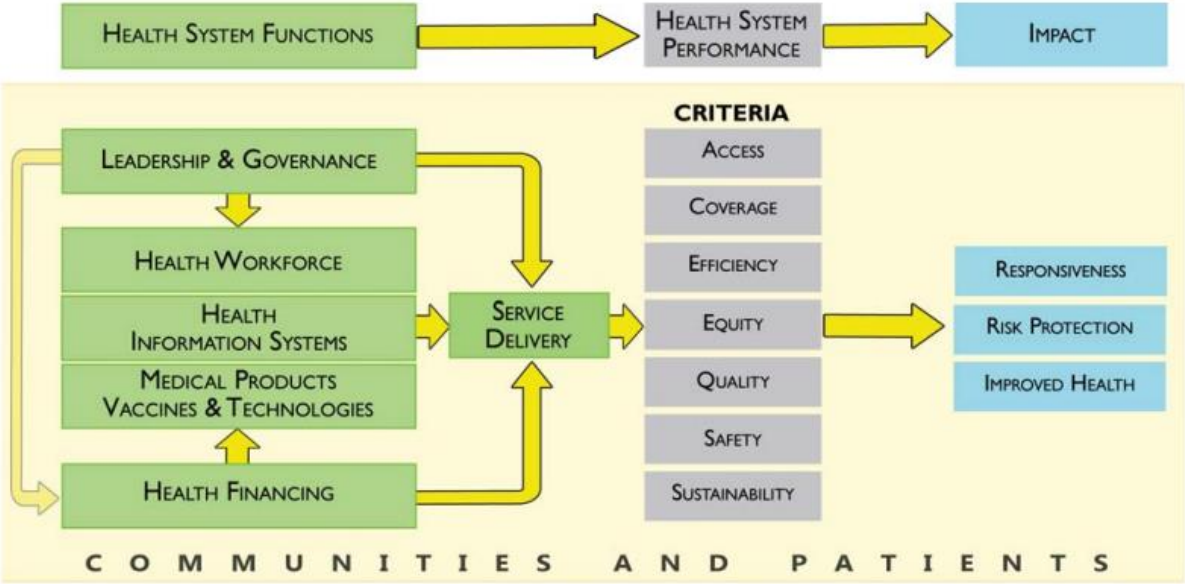 HEALTH SYSTEM FUNCTIONS
HEALTH SYSTEM
PERFORMANCE
IMPACT
CRITERIA
LEADERSHIP & GOVERNANCE
HEALTH WORKFORCE
HEALTH
INFORMATION SYSTEMS
MEDICAL PRODUCTS
VACCINES & TECHNOLOGIES
HEALTH FINANCING
SERVICE
DELIVERY
ACCESS
COVERAGE
EFFICIENCY
EQUITY
QUALITY
SAFETY
SUSTAINABILITY
RESPONSIVENESS
RISK PROTECTION
IMPROVED HEALTH
COMMUNITIES AND PATIENTS